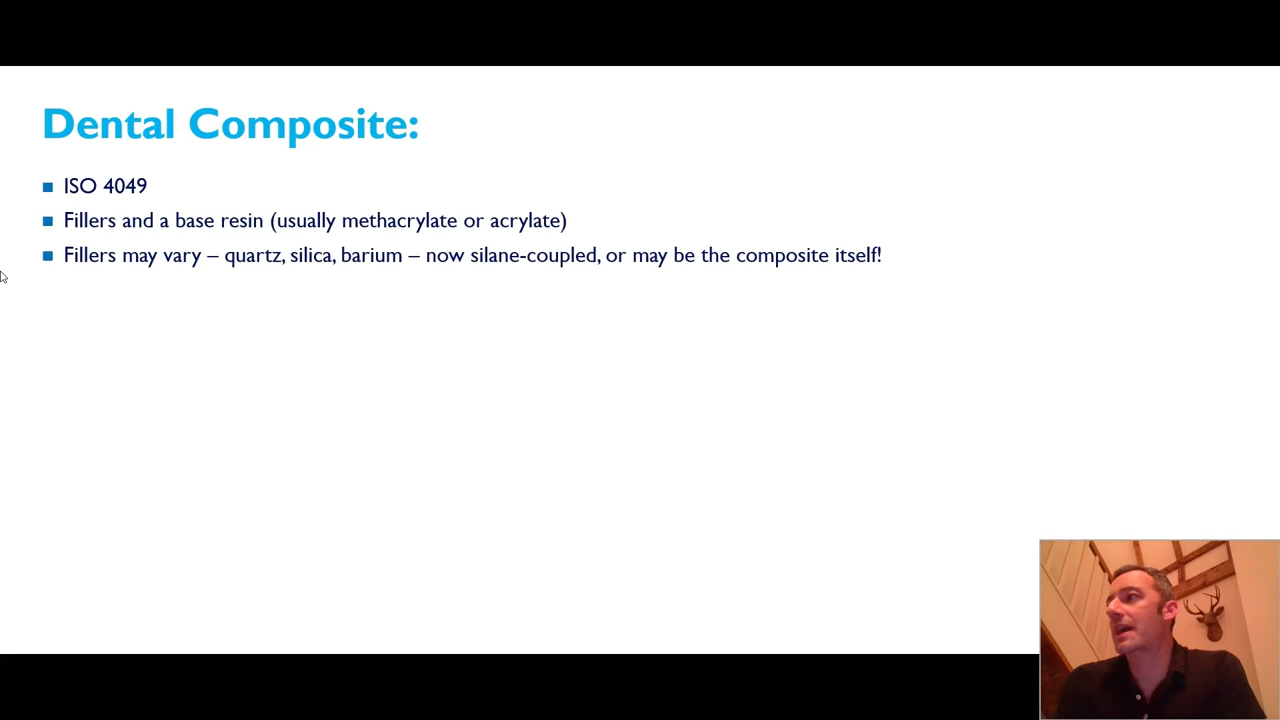 Dental Composite:
ISO 4049
Fillers and a base resin (usually methacrylate or acrylate)
Fillers may vary – quartz, silica, barium – now silane-coupled, or may be the composite itself!